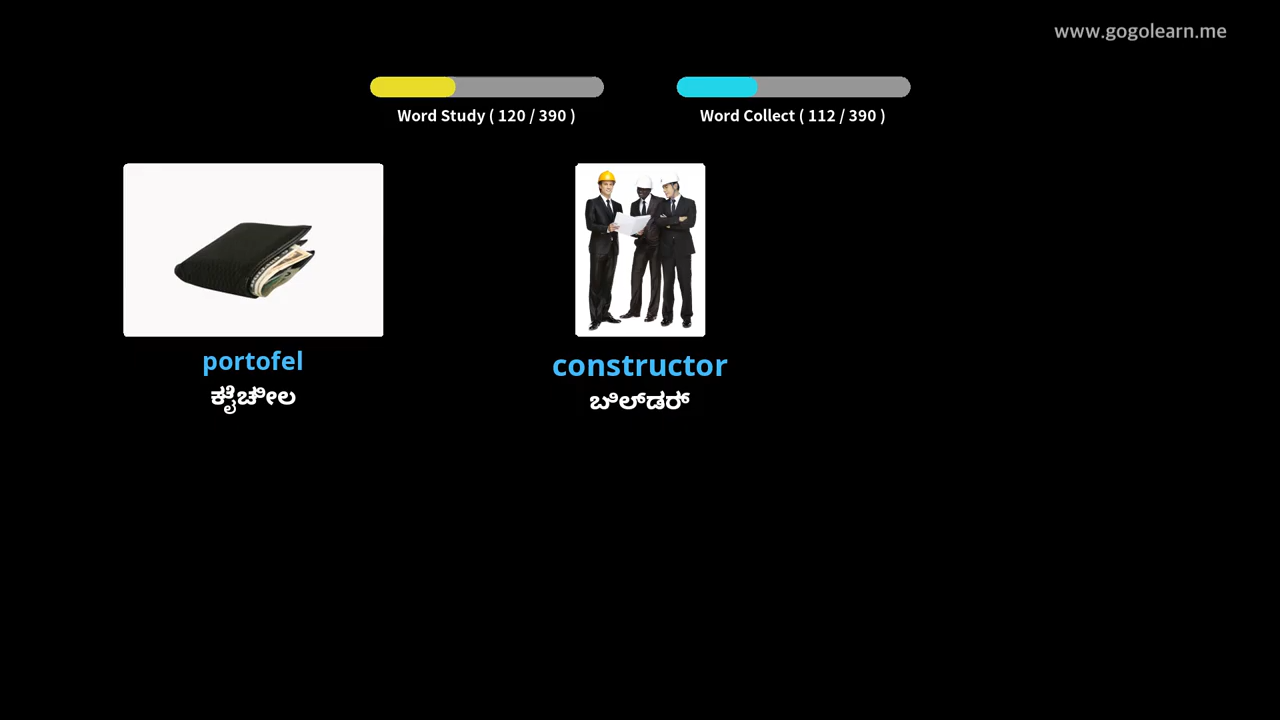 www.gogolearn.me
Word Study ( 120 / 390 )
Word Collect ( 112 / 390 )
portofel
ಕೈಚೀಲ
constructor
ಬಿಲ್ಡರ್